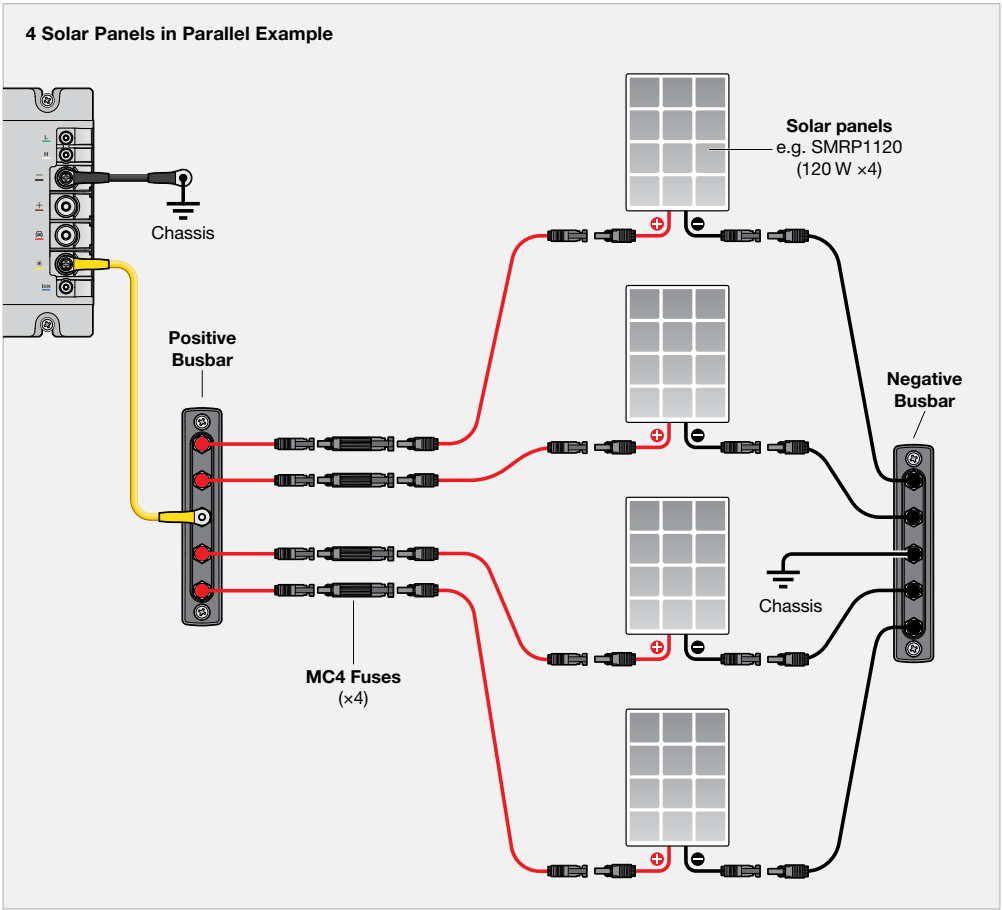 4 Solar Panels in Parallel Example
L
H
−
+
Chassis
Solar panels
e.g. SMRP1120
(120 W ×4)
Positive
Busbar
Negative
Busbar
Chassis
MC4 Fuses
(×4)